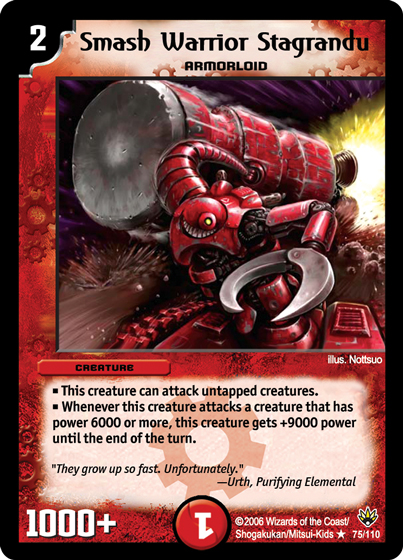 2 Smash Warrior Stagrandu
ARMORLOID
illus. Nottsuo
CREATURE
▪ This creature can attack untapped creatures.
▪ Whenever this creature attacks a creature that has
power 6000 or more, this creature gets +9000 power
until the end of the turn.
"They grow up so fast. Unfortunately."
—Urth, Purifying Elemental
1000+
1
©2006 Wizards of the Coast/
Shogakukan/Mitsui-Kids ★ 75/110